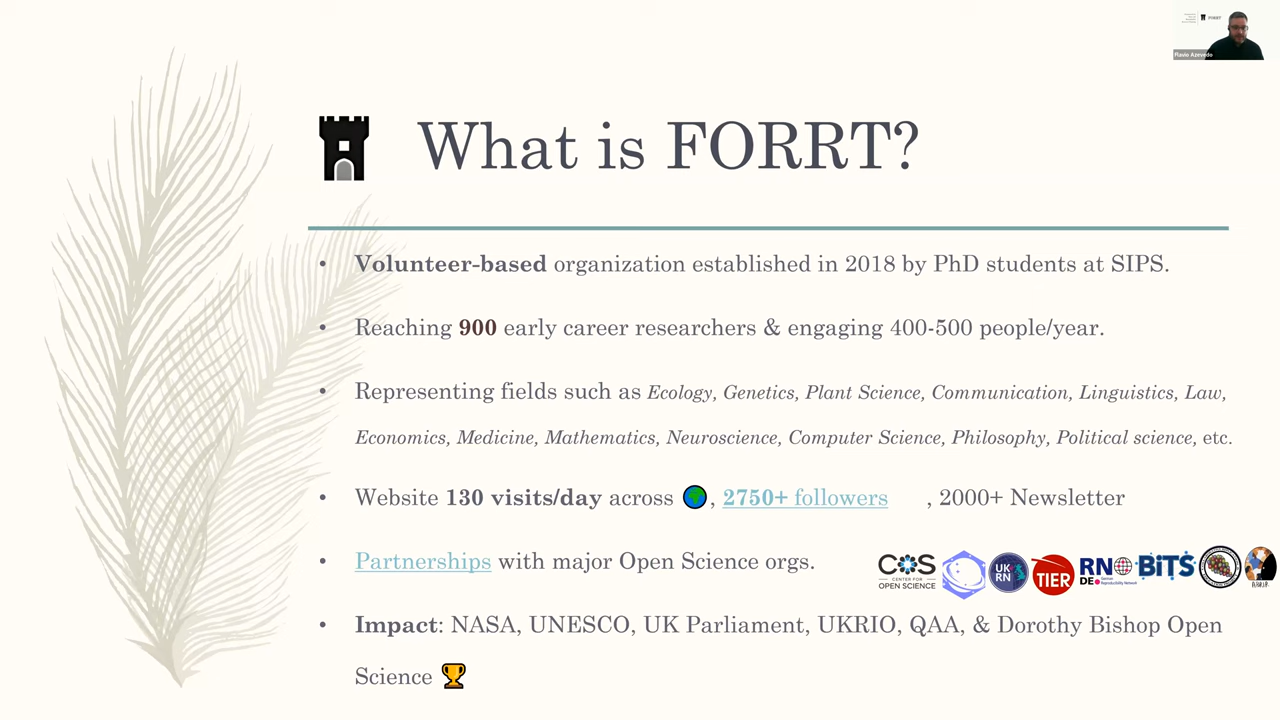 FORRT
Flavio Azevedo
What is FORRT?
• Volunteer-based organization established in 2018 by PhD students at SIPS.
• Reaching 900 early career researchers & engaging 400-500 people/year.
• Representing fields such as Ecology, Genetics, Plant Science, Communication, Linguistics, Law,
Economics, Medicine, Mathematics, Neuroscience, Computer Science, Philosophy, Political science, etc.
• Website 130 visits/day across , 2750+ followers , 2000+ Newsletter
• Partnerships with major Open Science orgs.
COS
CENTER FOR
OPEN SCIENCE
UK
RN
TIER
RN
DE
German
Reproducibility Network
BiTS
• Impact: NASA, UNESCO, UK Parliament, UKRIO, QAA, & Dorothy Bishop Open
Science